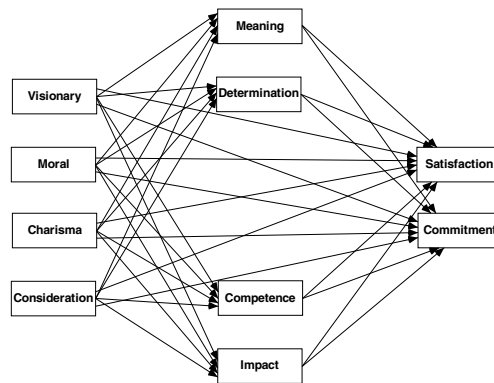 Meaning
Visionary
Determination
Moral
Satisfaction
Charisma
Commitment
Consideration
Competence
Impact